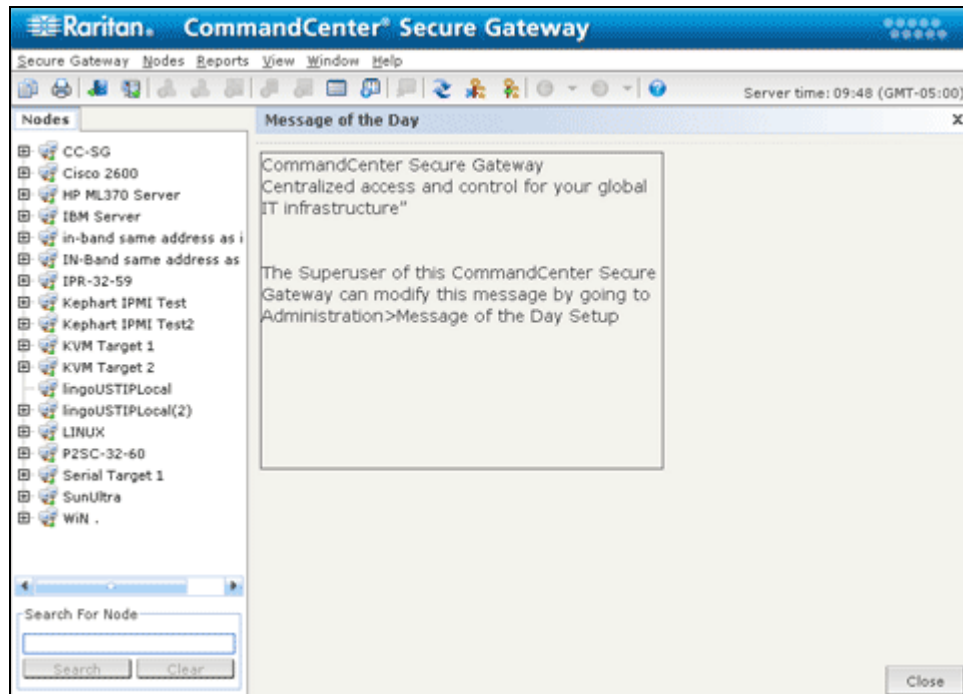 Raritan. CommandCenter® Secure Gateway
Secure Gateway Nodes Reports View Window Help
Server time: 09:48 (GMT-05:00)
Nodes
Message of the Day
X
CC-SG
Cisco 2600
HP ML370 Server
IBM Server
in-band same address as i
IN-Band same address as
IPR-32-59
Kephart IPMI Test
Kephart IPMI Test2
KVM Target 1
KVM Target 2
lingoUSTIPLocal
lingoUSTIPLocal(2)
LINUX
P2SC-32-60
Serial Target 1
SunUltra
WiN .
CommandCenter Secure Gateway
Centralized access and control for your global
IT infrastructure"
The Superuser of this CommandCenter Secure
Gateway can modify this message by going to
Administration>Message of the Day Setup
Search For Node
Search Clear
Close